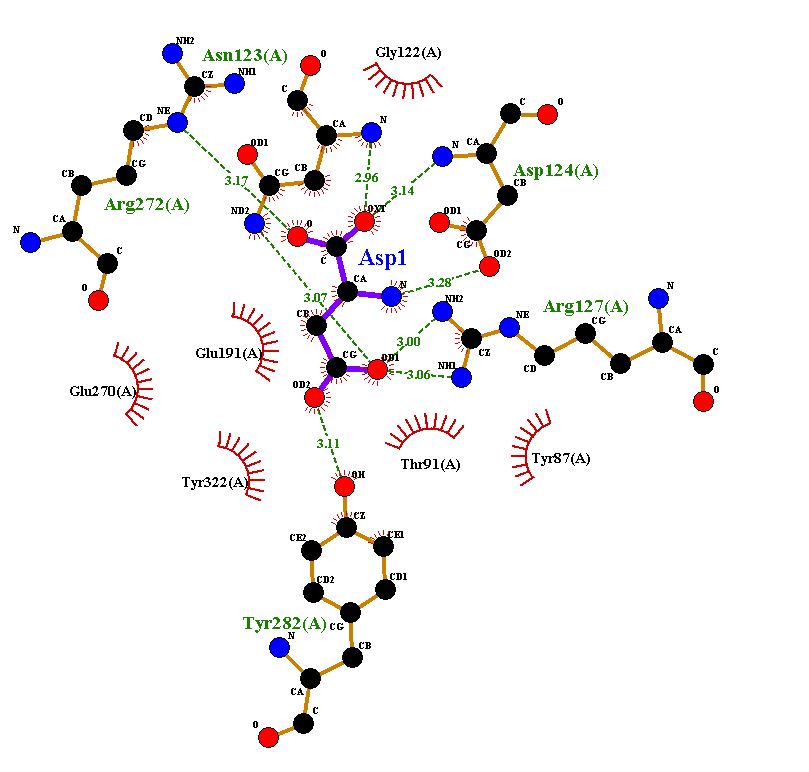 NH2
Asn123(A)
O
Gly122(A)
CZ
NH1
C
C
O
CD
NE
CA
N
OD1
N
CA
Asp124(A)
CG
CB
CG
CB
3.17
2.96
3.14
CB
Arg272(A)
ND2
OXT
OD1
CA
N
O
CG
OD2
C
C
Asp1
O
CA
N
3.28
3.07
NH2
Arg127(A)
N
CB
NE
CG
CA
3.00
C
Glu191(A)
CZ
CG
OD1
NH1
CD
CB
3.06
OD2
O
Glu270(A)
3.11
Thr91(A)
Tyr87(A)
Tyr322(A)
OH
CZ
CE2
CE1
CD2
CD1
CG
Tyr282(A)
N
CB
CA
C
O